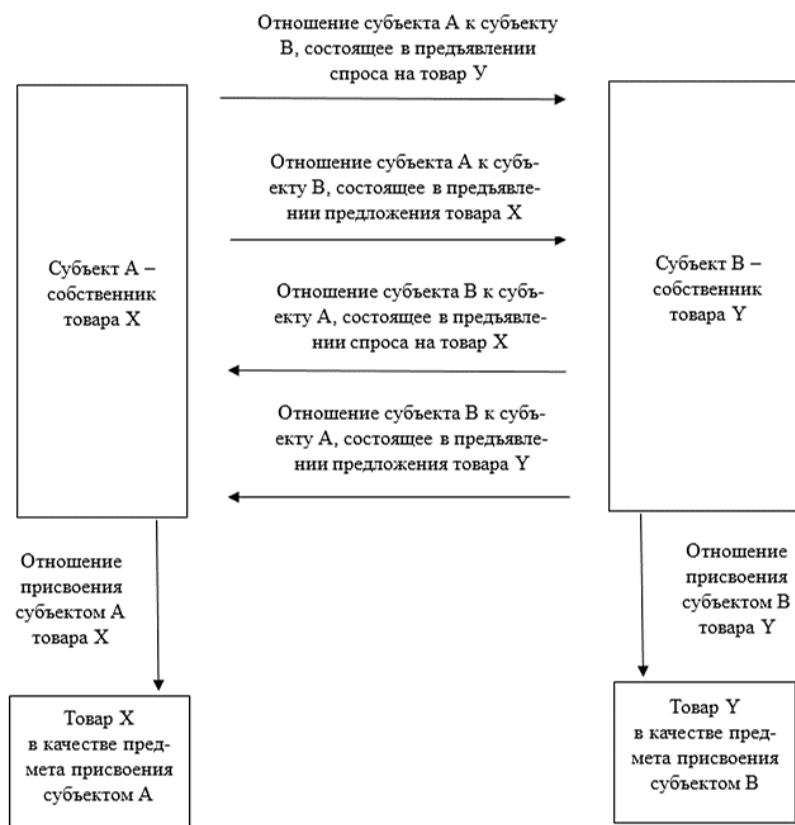 Отношение субъекта А к субъекту
В, состоящее в предъявлении
спроса на товар У
Отношение субъекта А к субъ-
екту В, состоящее в предъявле-
нии предложения товара X
Субъект А –
собственник
товара X
Субъект В –
собственник
товара Y
Отношение субъекта В к субъ-
екту А, состоящее в предъявле-
нии спроса на товар X
Отношение субъекта В к субъ-
екту А, состоящее в предъявле-
нии предложения товара Y
Отношение
присвоения
субъектом А
товара X
Отношение
присвоения
субъектом В
товара Y
Товар X
в качестве пред-
мета присвоения
субъектом А
Товар Y
в качестве пред-
мета присвоения
субъектом В